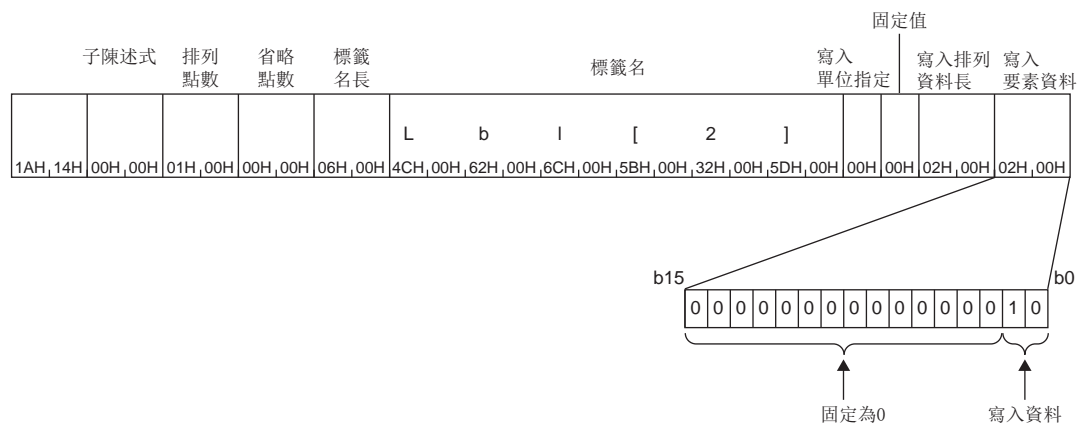 固定值
子陳述式 排列 點數 省略 點數 標籤 名長 標籤名 寫入 單位指定 寫入排列 資料長 寫入 要素資料
L b l [ 2 ]
1AH 14H 00H 00H 01H 00H 00H 00H 06H 00H 4CH 00H 62H 00H 6CH 00H 5BH 00H 32H 00H 5DH 00H 00H 00H 02H 00H 02H 00H
b15 b0
0 0 0 0 0 0 0 0 0 0 0 0 0 0 1 0
固定為0 寫入資料